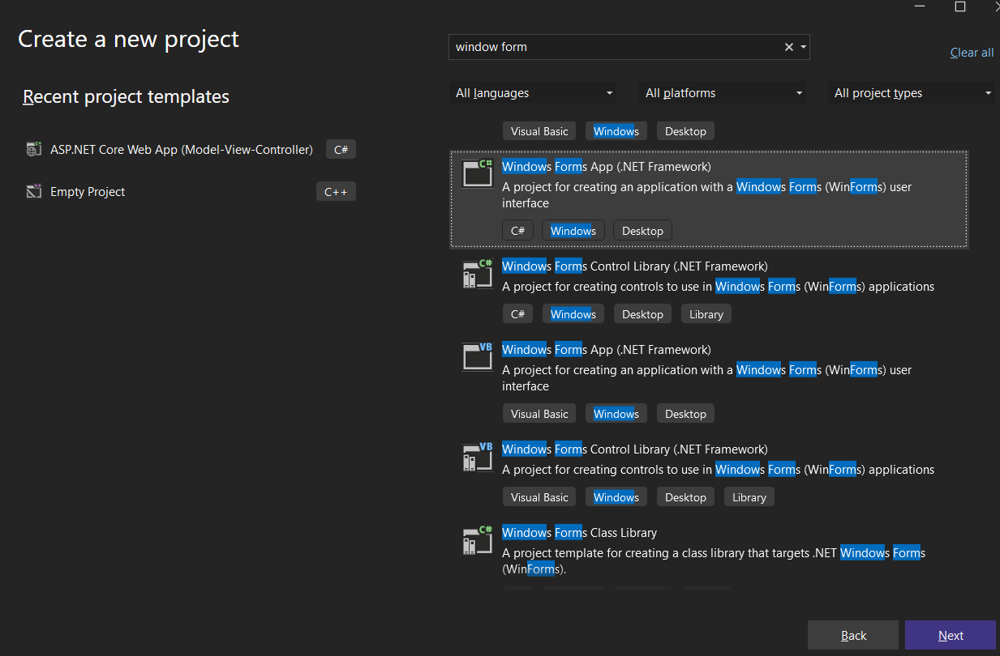 Create a new project
window form
Clear all
Recent project templates
All languages
All platforms
All project types
ASP.NET Core Web App (Model-View-Controller) C#
Empty Project C++
Visual Basic Windows Desktop
C#
Windows Forms App (.NET Framework)
A project for creating an application with a Windows Forms (WinForms) user
interface
C# Windows Desktop
C#
Windows Forms Control Library (.NET Framework)
A project for creating controls to use in Windows Forms (WinForms) applications
C# Windows Desktop Library
VB
Windows Forms App (.NET Framework)
A project for creating an application with a Windows Forms (WinForms) user
interface
Visual Basic Windows Desktop
VB
Windows Forms Control Library (.NET Framework)
A project for creating controls to use in Windows Forms (WinForms) applications
Visual Basic Windows Desktop Library
C#
Windows Forms Class Library
A project template for creating a class library that targets .NET Windows Forms
(WinForms).
Back Next